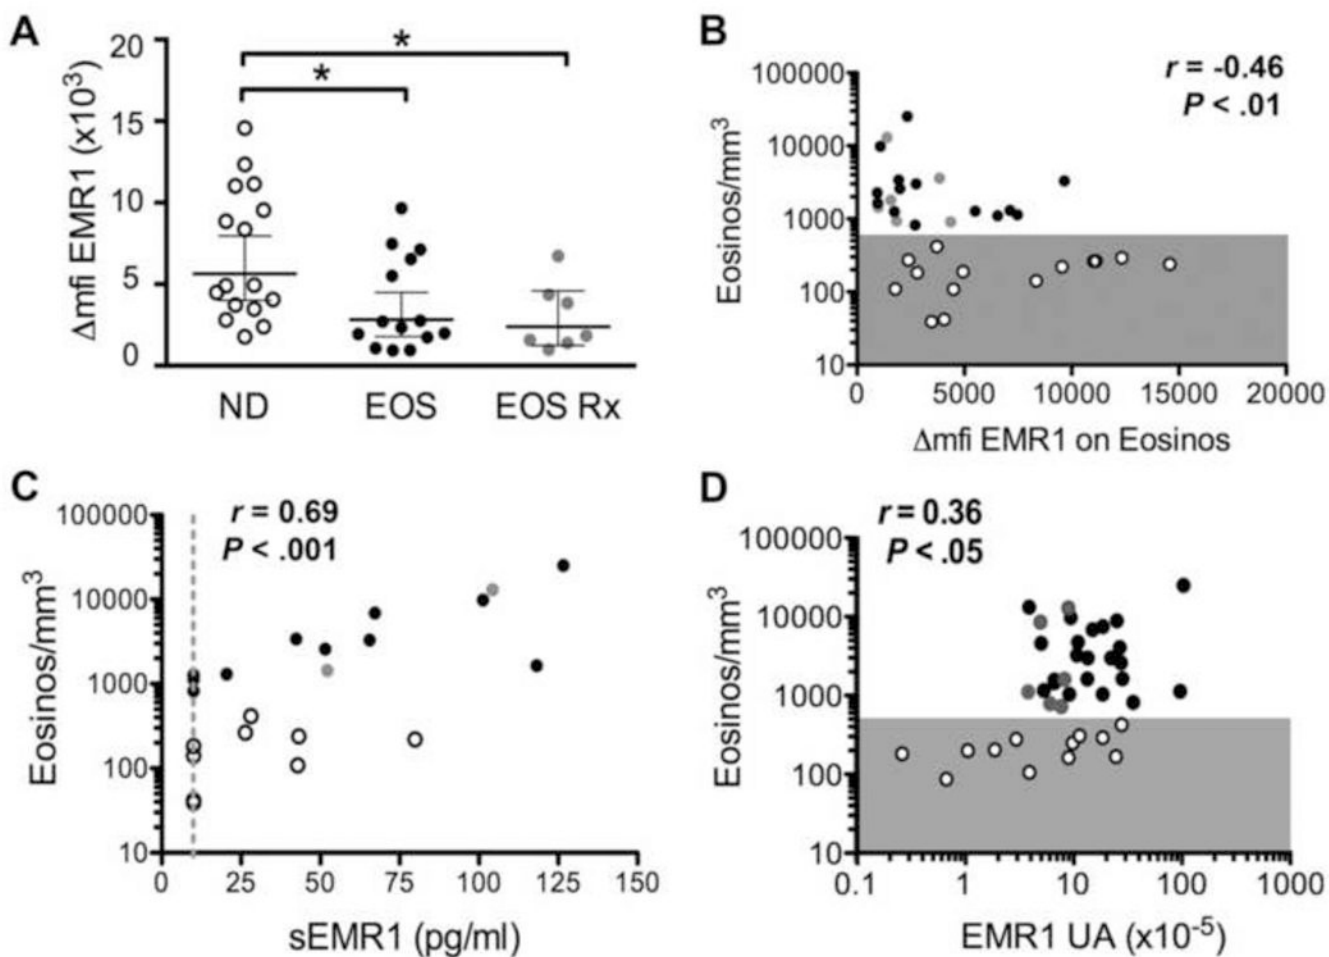 A
ΔmfI EMR1 (x10³)
20
15
10
5
0
*
*
ND
EOS
EOS Rx
B
Eosinos/mm³
100000
10000
1000
100
10
r = -0.46
P < .01
0
5000
10000
15000
20000
Δmfi EMR1 on Eosinos
C
Eosinos/mm³
100000
10000
1000
100
10
r = 0.69
P < .001
0
25
50
75
100
125
150
sEMR1 (pg/ml)
D
Eosinos/mm³
100000
10000
1000
100
10
r = 0.36
P < .05
0.1
1
10
100
1000
EMR1 UA (x10⁻⁵)